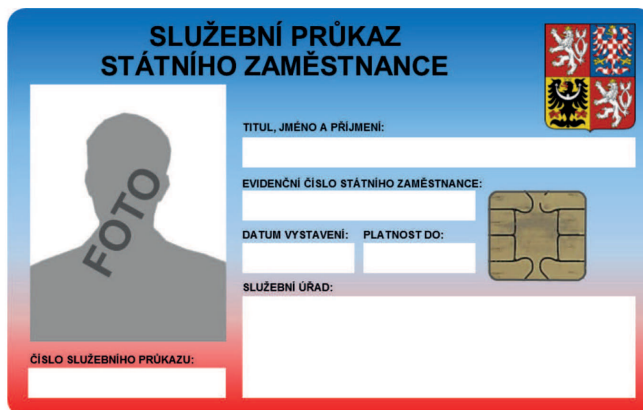 SLUŽEBNÍ PRŮKAZ
STÁTNÍHO ZAMĚSTNANCE
FOTO
TITUL, JMÉNO A PŘÍJMENÍ:
EVIDENČNÍ ČÍSLO STÁTNÍHO ZAMĚSTNANCE:
DATUM VYSTAVENÍ: PLATNOST DO:
SLUŽEBNÍ ÚŘAD:
ČÍSLO SLUŽEBNÍHO PRŮKAZU: